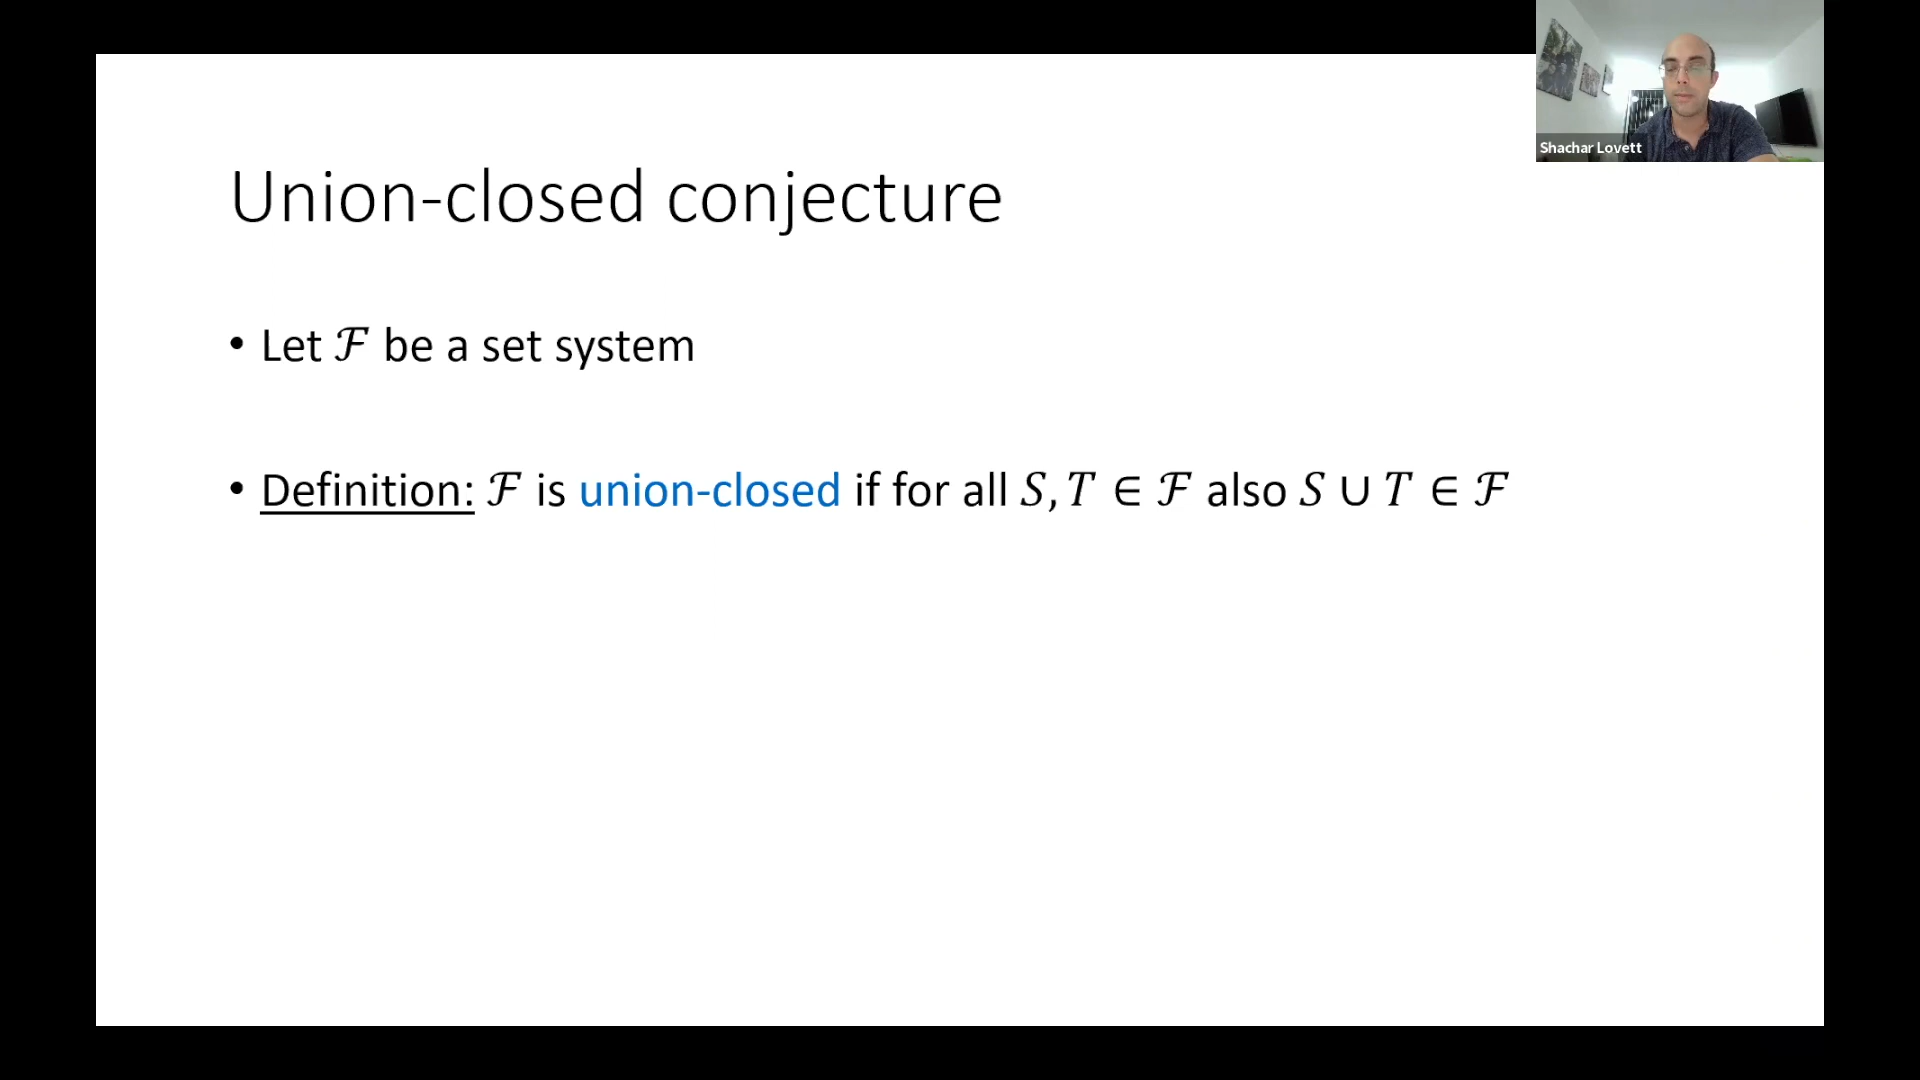 Shachar Lovett
Union-closed conjecture
• Let ℱ be a set system
• Definition: ℱ is union-closed if for all 𝑆, 𝑇 ∈ ℱ also 𝑆 ∪ 𝑇 ∈ ℱ